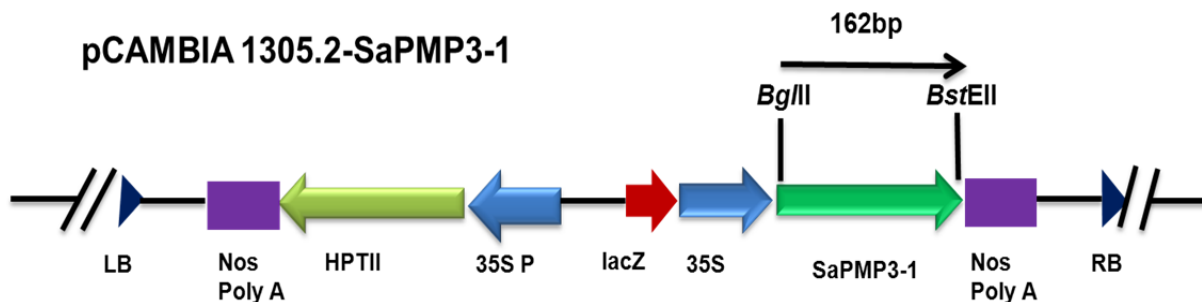 pCAMBIA 1305.2-SaPMP3-1
162bp
BglII
BstEII
LB
Nos
Poly A
HPTII
35S P
lacZ
35S
SaPMP3-1
Nos
Poly A
RB